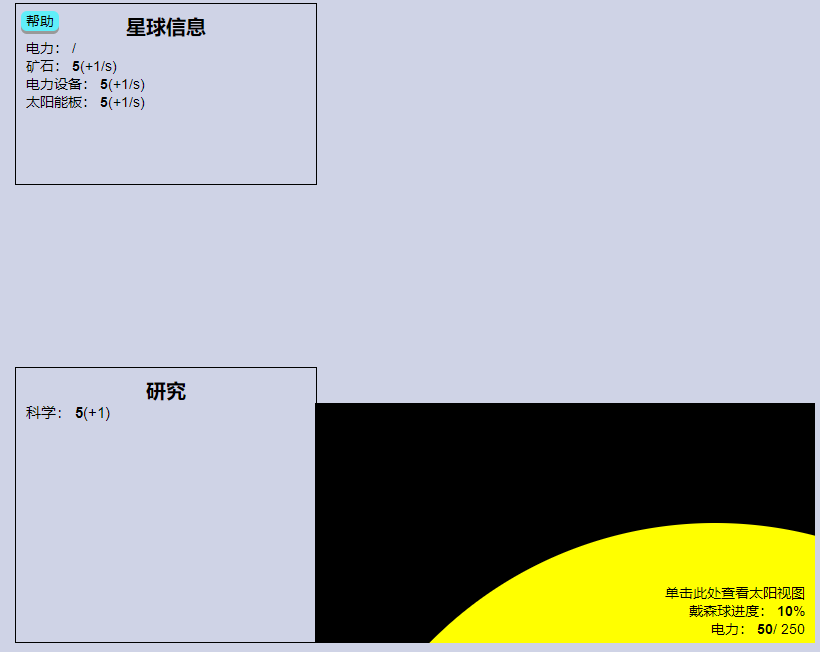 帮助
星球信息
电力： /
矿石： 5(+1/s)
电力设备： 5(+1/s)
太阳能板： 5(+1/s)
研究
科学： 5(+1)
单击此处查看太阳视图
戴森球进度： 10%
电力： 50/ 250